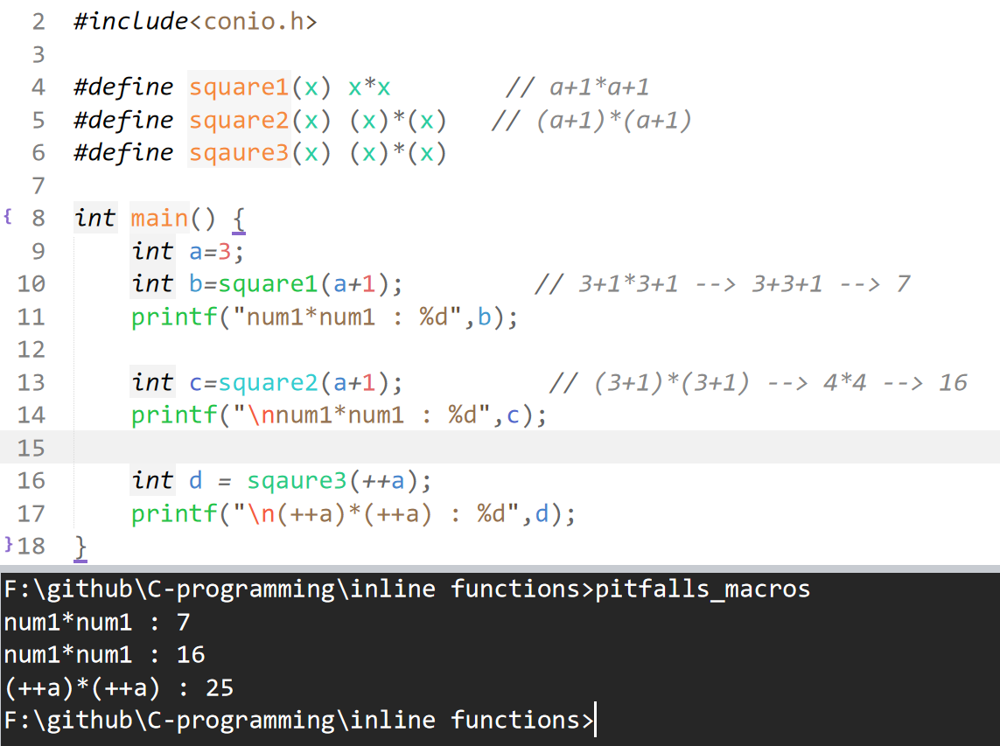 2 #include<conio.h>
3
4 #define square1(x) x*x // a+1*a+1
5 #define square2(x) (x)*(x) // (a+1)*(a+1)
6 #define sqaure3(x) (x)*(x)
7
{ 8 int main() {
9 int a=3;
10 int b=square1(a+1); // 3+1*3+1 --> 3+3+1 --> 7
11 printf("num1*num1 : %d",b);
12
13 int c=square2(a+1); // (3+1)*(3+1) --> 4*4 --> 16
14 printf("\nnum1*num1 : %d",c);
15
16 int d = sqaure3(++a);
17 printf("\n(++a)*(++a) : %d",d);
}18 }
F:\github\C-programming\inline functions>pitfalls_macros
num1*num1 : 7
num1*num1 : 16
(++a)*(++a) : 25
F:\github\C-programming\inline functions>